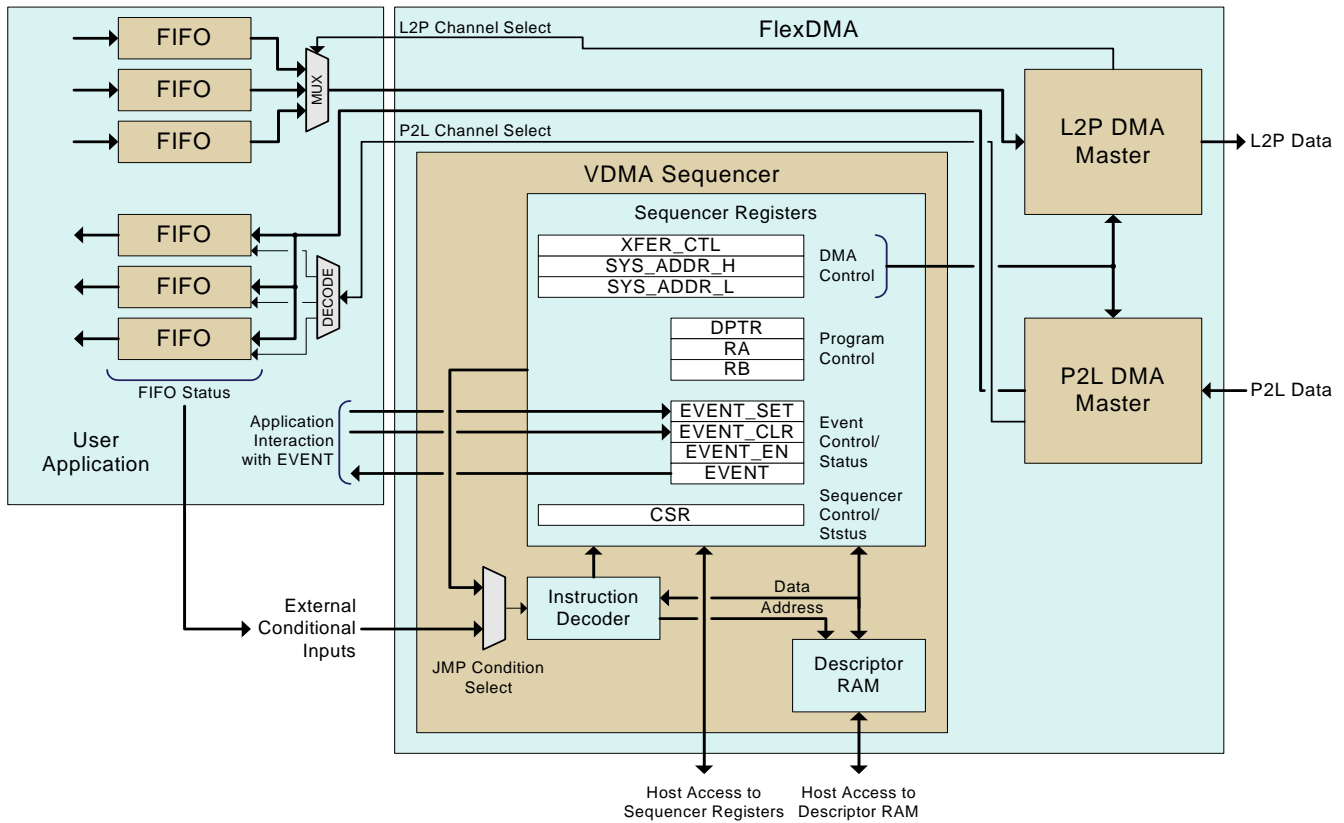 FlexDMA
FIFO
FIFO
FIFO
MUX
L2P Channel Select
P2L Channel Select
L2P DMA
Master
L2P Data
VDMA Sequencer
Sequencer Registers
XFER_CTL
SYS_ADDR_H
SYS_ADDR_L
DMA
Control
FIFO
FIFO
FIFO
DECODE
FIFO Status
DPTR
RA
RB
Program
Control
P2L DMA
Master
P2L Data
User
Application
Application
Interaction
with EVENT
EVENT_SET
EVENT_CLR
EVENT_EN
EVENT
Event
Control/
Status
CSR
Sequencer
Control/
Ststus
External
Conditional
Inputs
JMP Condition
Select
Instruction
Decoder
Data
Address
Descriptor
RAM
Host Access to
Sequencer Registers
Host Access to
Descriptor RAM